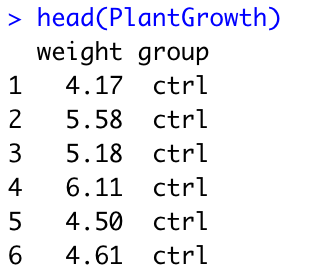 > head(PlantGrowth)
  weight group
1   4.17  ctrl
2   5.58  ctrl
3   5.18  ctrl
4   6.11  ctrl
5   4.50  ctrl
6   4.61  ctrl